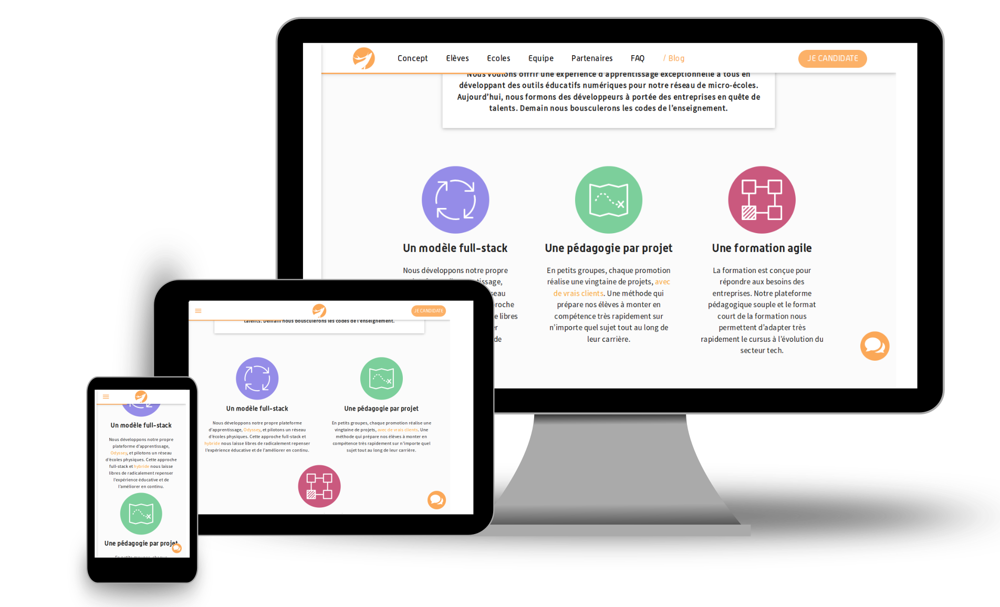 Concept Elèves Ecoles Equipe Partenaires FAQ / Blog JE CANDIDATE
Nous voulons offrir une expérience d'apprentissage exceptionnelle à tous en
développant des outils éducatifs numériques pour notre réseau de micro-écoles.
Aujourd'hui, nous formons des développeurs à portée des entreprises en quête de
talents. Demain nous bousculerons les codes de l'enseignement.
Un modèle full-stack
Nous développons notre propre
Une pédagogie par projet
En petits groupes, chaque promotion
réalise une vingtaine de projets, avec
de vrais clients. Une méthode qui
prépare nos élèves à monter en
compétence très rapidement sur
n'importe quel sujet tout au long de
leur carrière.
Une formation agile
La formation est conçue pour
répondre aux besoins des
entreprises. Notre plateforme
pédagogique souple et le format
court de la formation nous
permettent d'adapter très
rapidement le cursus à l'évolution du
secteur tech.
libres
de
JE CANDIDATE
talents. Demain nous bousculerons les codes de l'enseignement.
Un modèle full-stack
Nous développons notre propre plateforme
d'apprentissage, Odyssey, et pilotons un réseau
d'écoles physiques. Cette approche full-stack et
hybride nous laisse libres de radicalement repenser
l'expérience éducative et de l'améliorer en continu.
Une pédagogie par projet
En petits groupes, chaque promotion réalise une
vingtaine de projets, avec de vrais clients. Une
méthode qui prépare nos élèves à monter en
compétence très rapidement sur n'importe quel
sujet tout au long de leur carrière.
Un modèle full-stack
Nous développons notre propre
plateforme d'apprentissage,
Odyssey, et pilotons un réseau
d'écoles physiques. Cette approche
full-stack et hybride nous laisse
libres de radicalement repenser
l'expérience éducative et de
l'améliorer en continu.
Une pédagogie par projet